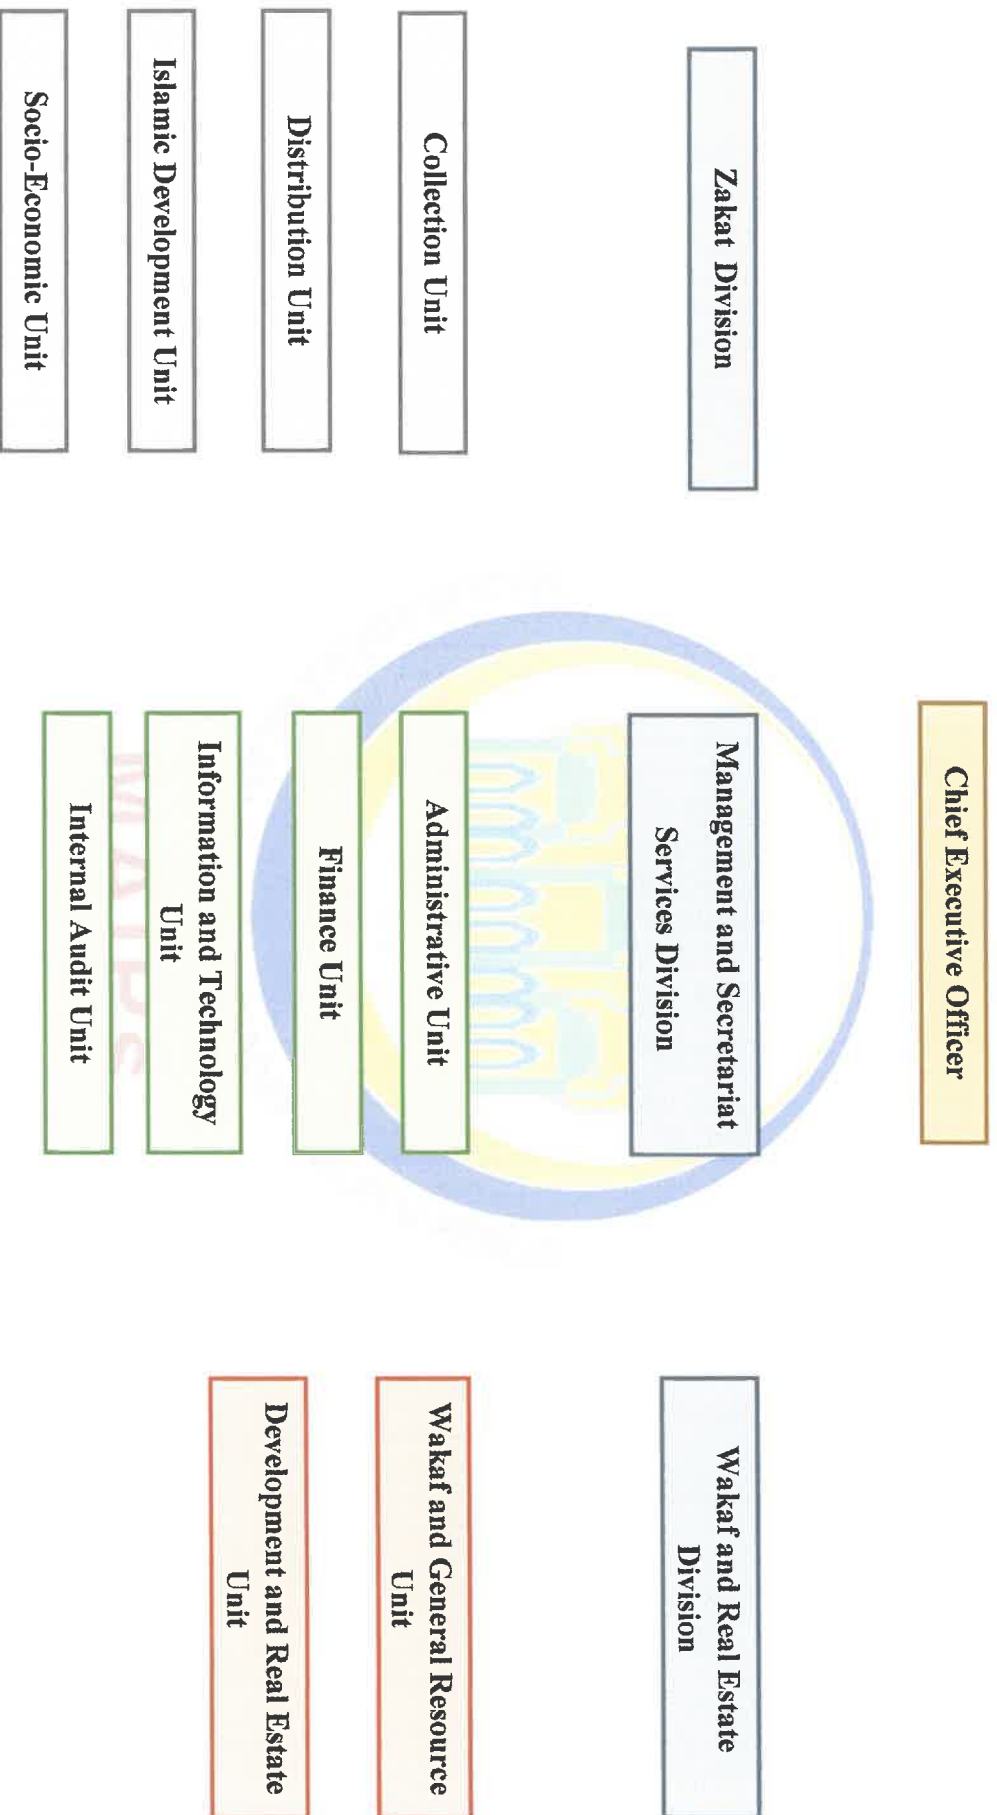 Chief Executive Officer
Zakat Division
Management and Secretariat
Services Division
Wakaf and Real Estate
Division
Collection Unit
Distribution Unit
Islamic Development Unit
Socio-Economic Unit
Administrative Unit
Finance Unit
Information and Technology
Unit
Internal Audit Unit
Wakaf and General Resource
Unit
Development and Real Estate
Unit
MAIPS